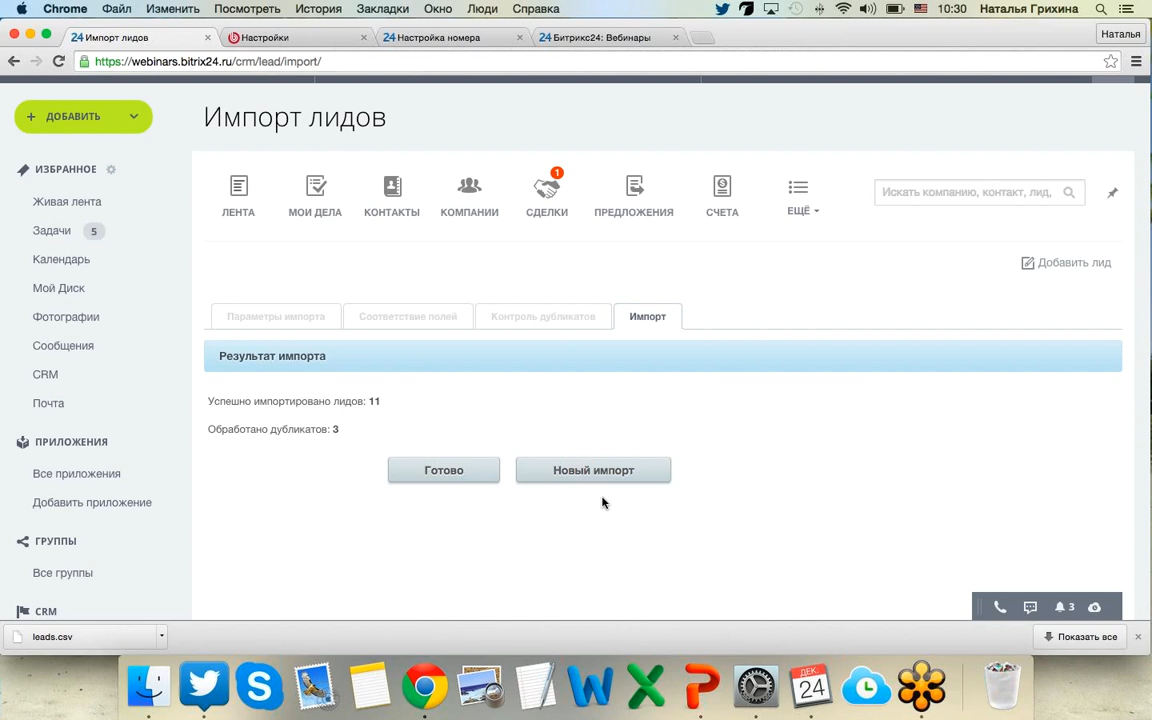 Chrome Файл Изменить Посмотреть История Закладки Окно Люди Справка 10:30 Наталья Грихина
24 Импорт лидов
Настройки
24 Настройка номера
24 Битрикс24: Вебинары
Наталья
https://webinars.bitrix24.ru/crm/lead/import/
+ ДОБАВИТЬ
Импорт лидов
ИЗБРАННОЕ
Живая лента
Задачи 5
Календарь
Мой Диск
Фотографии
Сообщения
CRM
Почта
ПРИЛОЖЕНИЯ
Все приложения
Добавить приложение
ГРУППЫ
Все группы
CRM
1
ЛЕНТА МОИ ДЕЛА КОНТАКТЫ КОМПАНИИ СДЕЛКИ ПРЕДЛОЖЕНИЯ СЧЕТА ЕЩЁ
Искать компанию, контакт, лид,
Добавить лид
Параметры импорта Соответствие полей Контроль дубликатов Импорт
Результат импорта
Успешно импортировано лидов: 11
Обработано дубликатов: 3
Готово Новый импорт
3
leads.csv
Показать все
ДЕК.
24